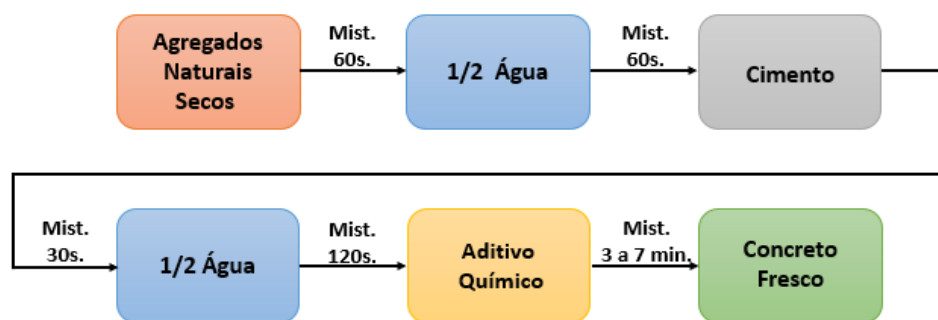 Agregados
Naturais
Secos
Mist.
60s.
1/2 Água
Mist.
60s.
Cimento
Mist.
30s.
1/2 Água
Mist.
120s.
Aditivo
Químico
Mist.
3 a 7 min.
Concreto
Fresco